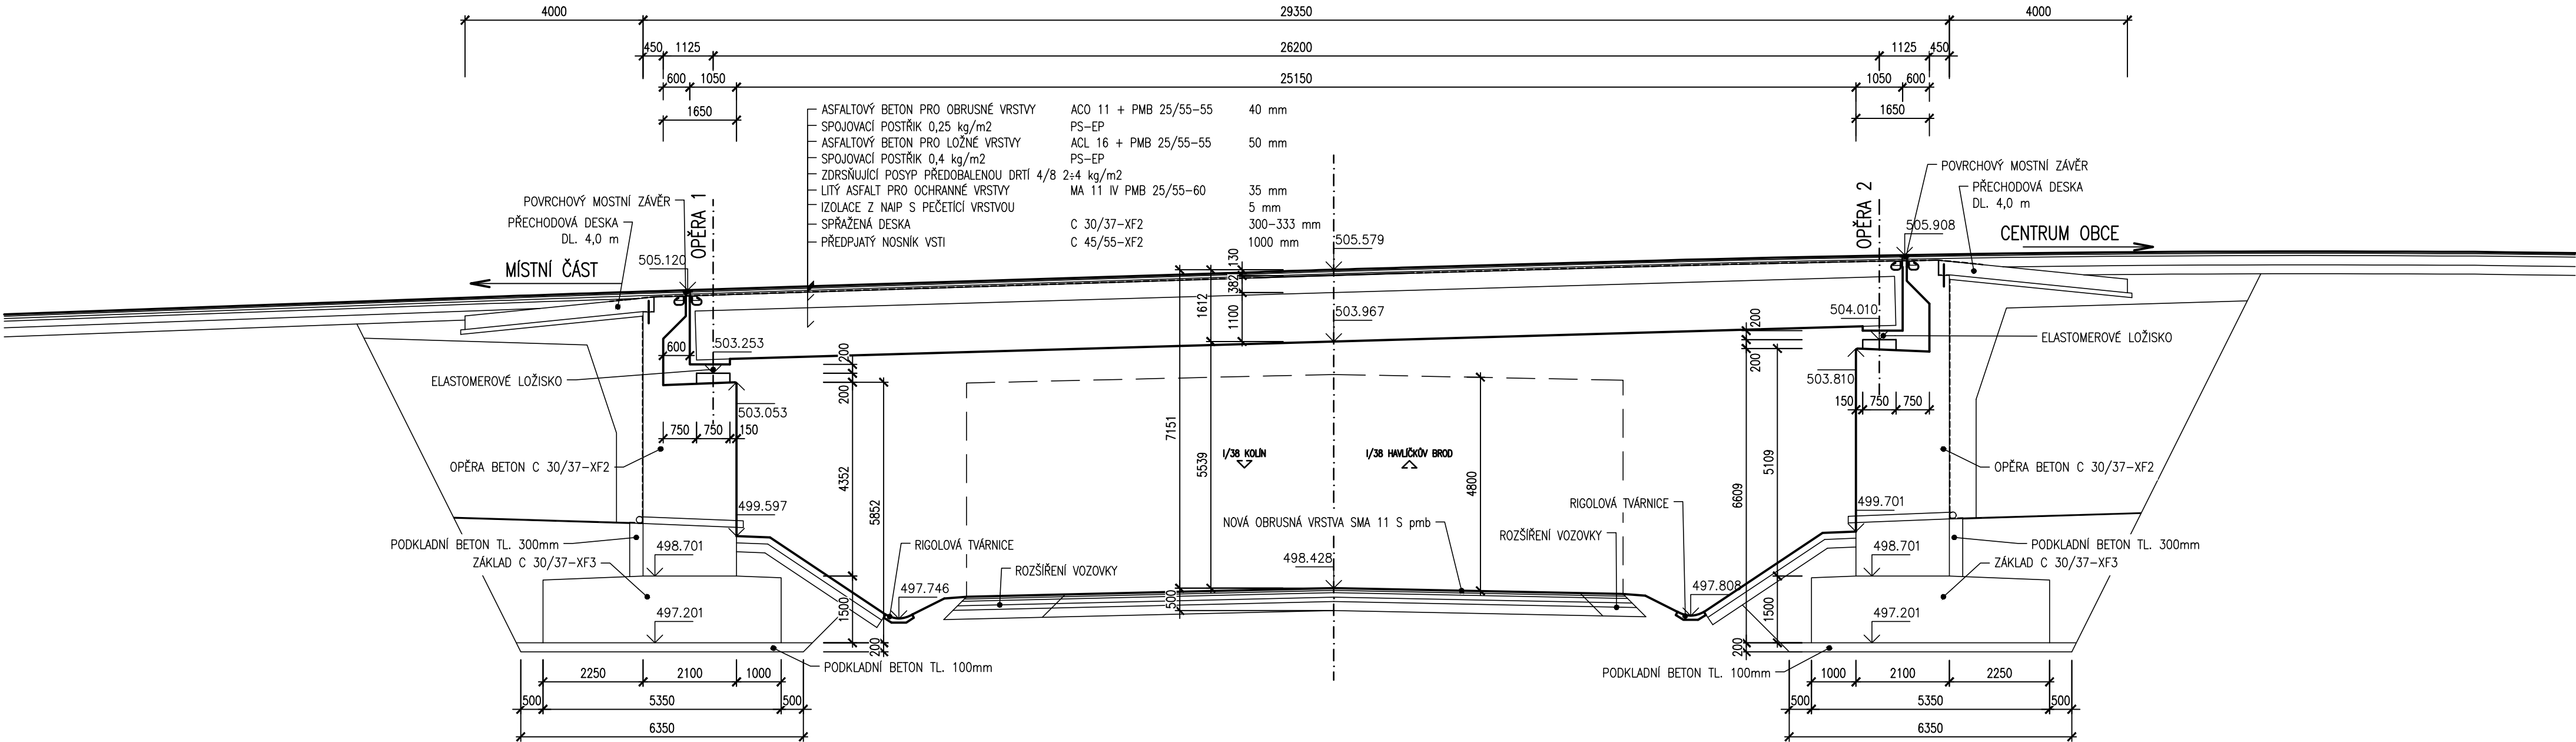 4000 29350 4000
450 1125 26200 1125 450
600 1050 25150 1050 600
1650 1650
ASFALTOVÝ BETON PRO OBRUSNÉ VRSTVY ACO 11 + PMB 25/55-55 40 mm
SPOJOVACÍ POSTŘIK 0,25 kg/m2 PS-EP
ASFALTOVÝ BETON PRO LOŽNÉ VRSTVY ACL 16 + PMB 25/55-55 50 mm
SPOJOVACÍ POSTŘIK 0,4 kg/m2 PS-EP
ZDRSŇUJÍCÍ POSYP PŘEDOBALENOU DRTÍ 4/8 2÷4 kg/m2
LITÝ ASFALT PRO OCHRANNÉ VRSTVY MA 11 IV PMB 25/55-60 35 mm
IZOLACE Z NAIP S PEČETÍCÍ VRSTVOU 5 mm
SPŘAŽENÁ DESKA C 30/37-XF2 300-333 mm
PŘEDPJATÝ NOSNÍK VSTI C 45/55-XF2 1000 mm
POVRCHOVÝ MOSTNÍ ZÁVĚR
PŘECHODOVÁ DESKA
DL. 4,0 m
OPĚRA 1
MÍSTNÍ ČÁST
505.120
POVRCHOVÝ MOSTNÍ ZÁVĚR
PŘECHODOVÁ DESKA
DL. 4,0 m
OPĚRA 2
505.908
CENTRUM OBCE
505.579
130
382
1612
1100
503.967
504.010
200
200
ELASTOMEROVÉ LOŽISKO
503.810
600
503.253
200
200
ELASTOMEROVÉ LOŽISKO
503.053
750 750 150
150 750 750
OPĚRA BETON C 30/37-XF2
4352
5852
7151
5539
I/38 KOLÍN
I/38 HAVLÍČKŮV BROD
4800
6609
5109
OPĚRA BETON C 30/37-XF2
499.597
499.701
NOVÁ OBRUSNÁ VRSTVA SMA 11 S pmb
RIGOLOVÁ TVÁRNICE
ROZŠÍŘENÍ VOZOVKY
PODKLADNÍ BETON TL. 300mm
ZÁKLAD C 30/37-XF3
498.701
RIGOLOVÁ TVÁRNICE
ROZŠÍŘENÍ VOZOVKY
498.428
498.701
PODKLADNÍ BETON TL. 300mm
ZÁKLAD C 30/37-XF3
497.746
497.808
500
497.201
1500
200
1500
200
497.201
PODKLADNÍ BETON TL. 100mm
PODKLADNÍ BETON TL. 100mm
2250 2100 1000
1000 2100 2250
500 5350 500
500 5350 500
6350
6350